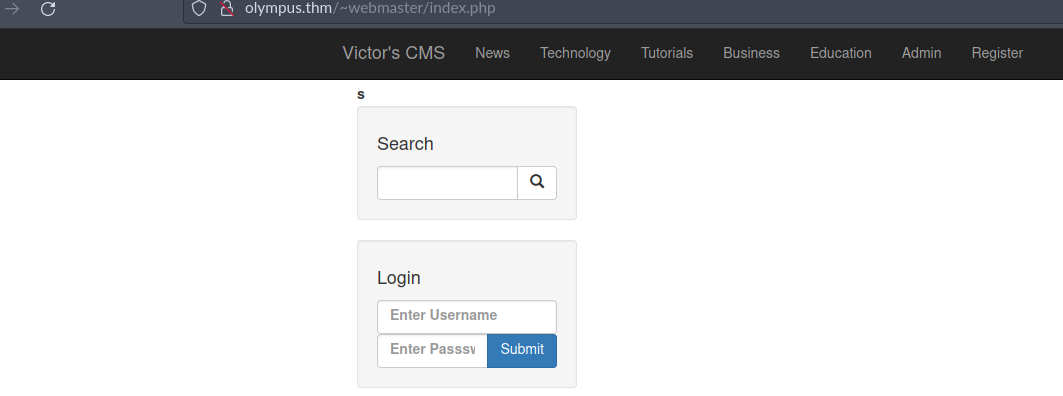 olympus.thm/~webmaster/index.php
Victor's CMS News Technology Tutorials Business Education Admin Register
s
Search
Login
Enter Username
Enter Passsw Submit